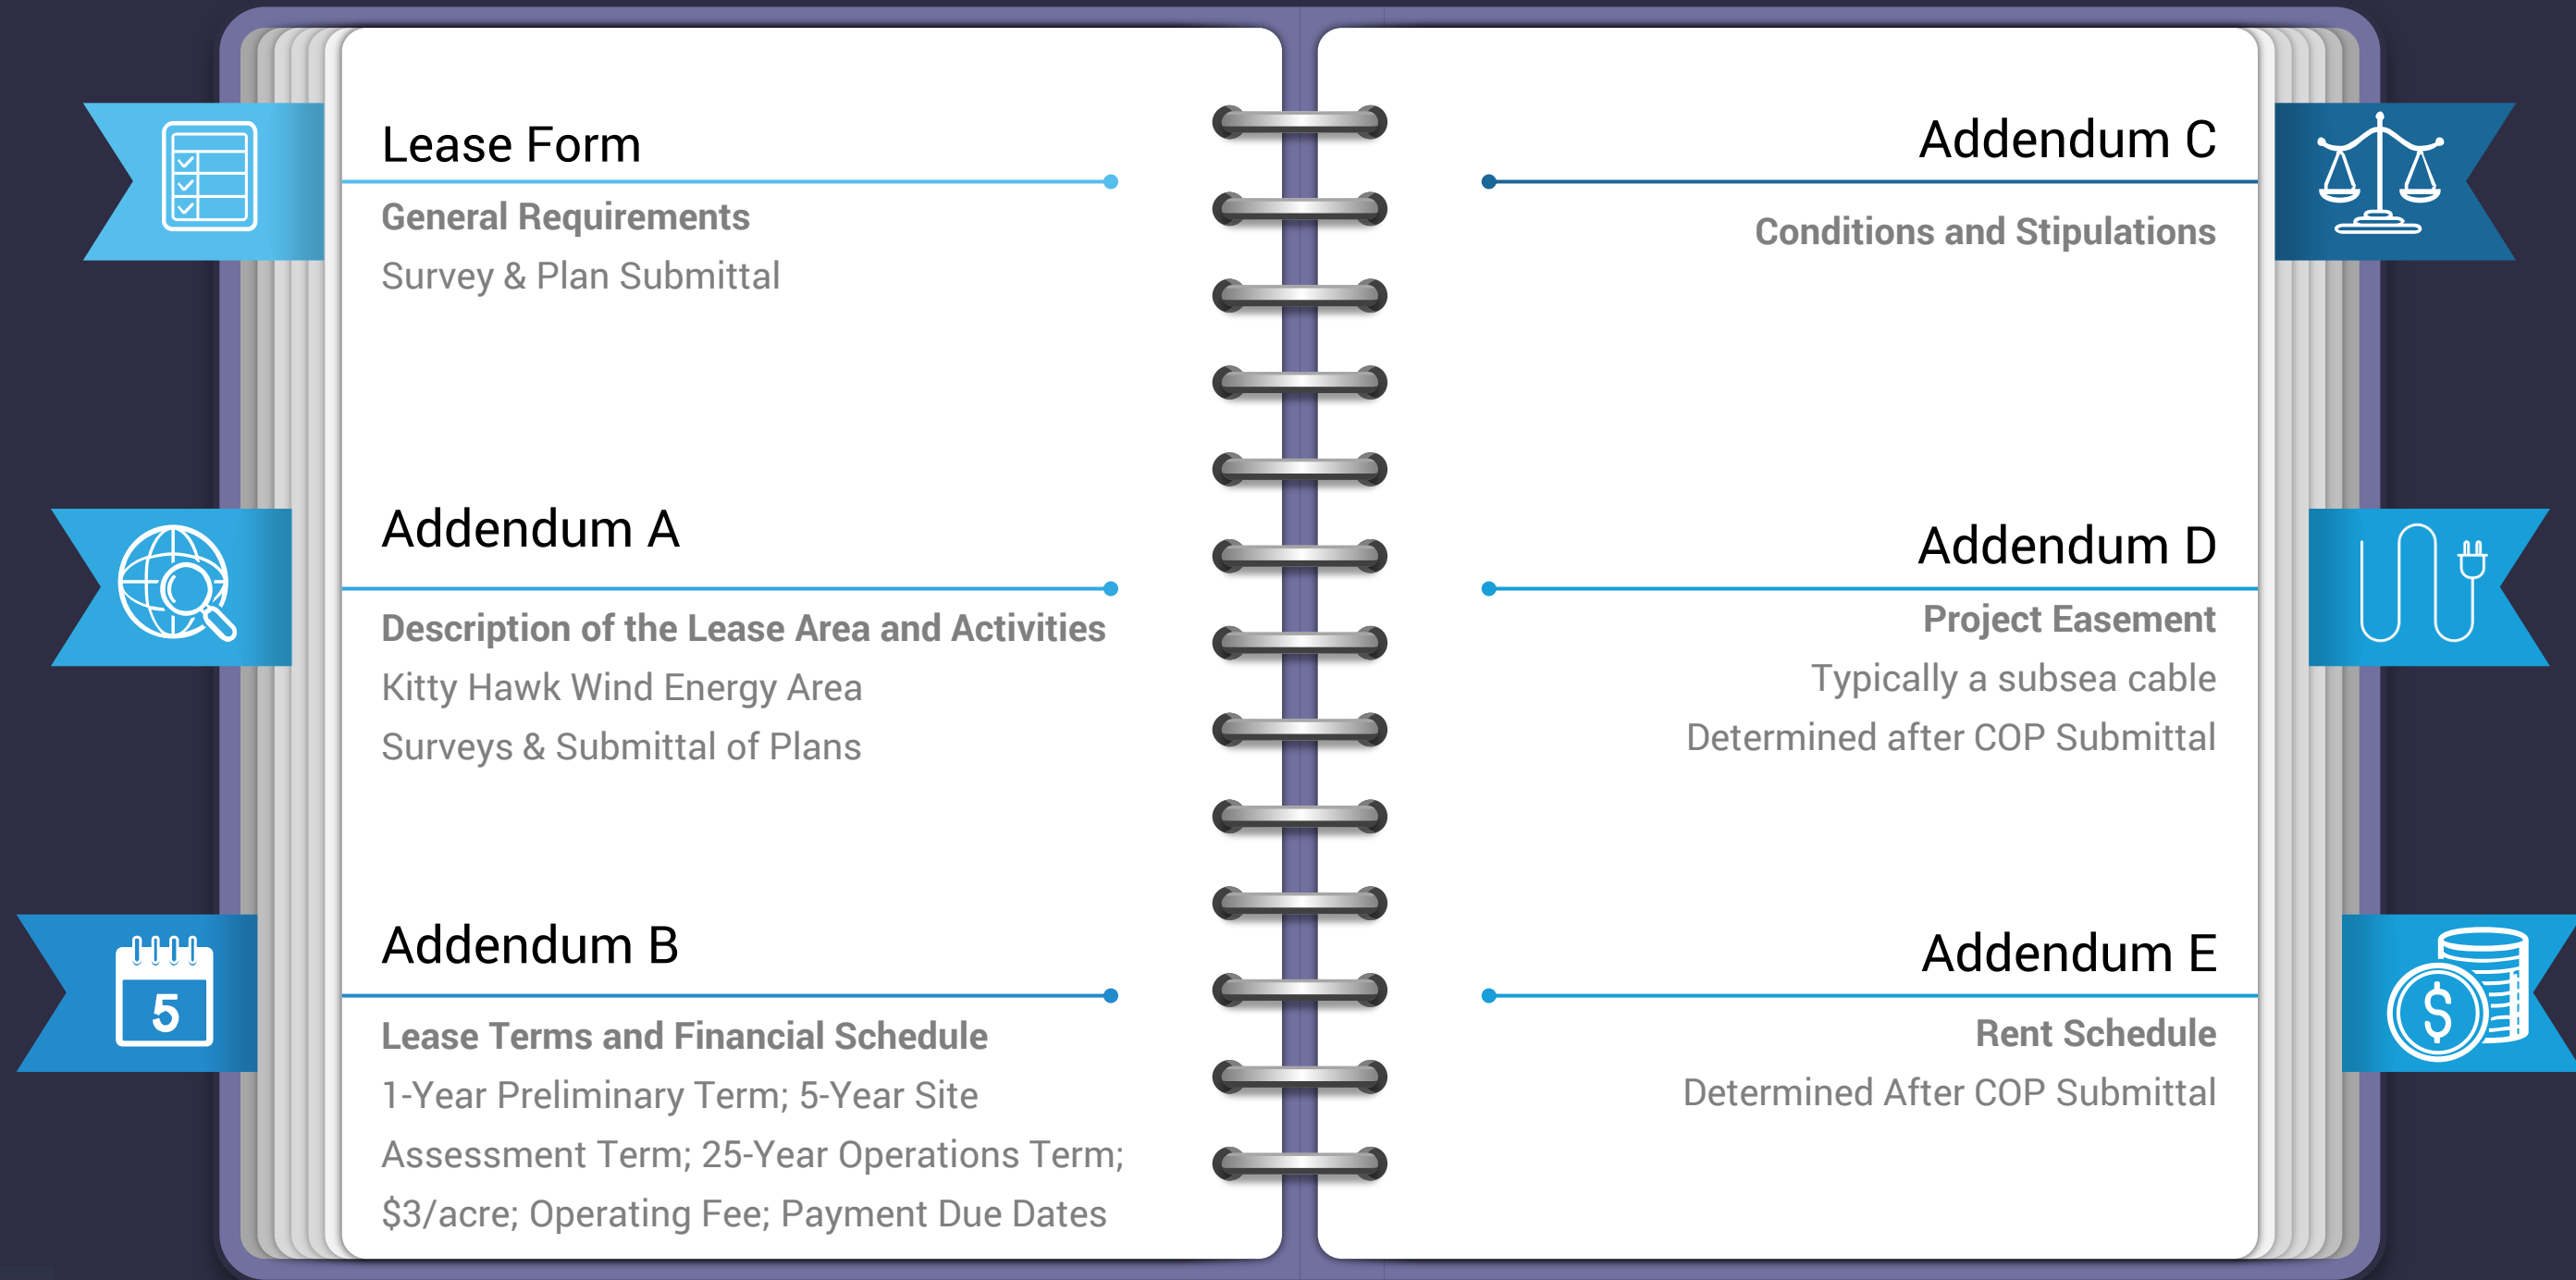 Lease Form
General Requirements
Survey & Plan Submittal
Addendum A
Description of the Lease Area and Activities
Kitty Hawk Wind Energy Area
Surveys & Submittal of Plans
5
Addendum B
Lease Terms and Financial Schedule
1-Year Preliminary Term; 5-Year Site
Assessment Term; 25-Year Operations Term;
$3/acre; Operating Fee; Payment Due Dates
Addendum C
Conditions and Stipulations
Addendum D
Project Easement
Typically a subsea cable
Determined after COP Submittal
Addendum E
Rent Schedule
Determined After COP Submittal
$